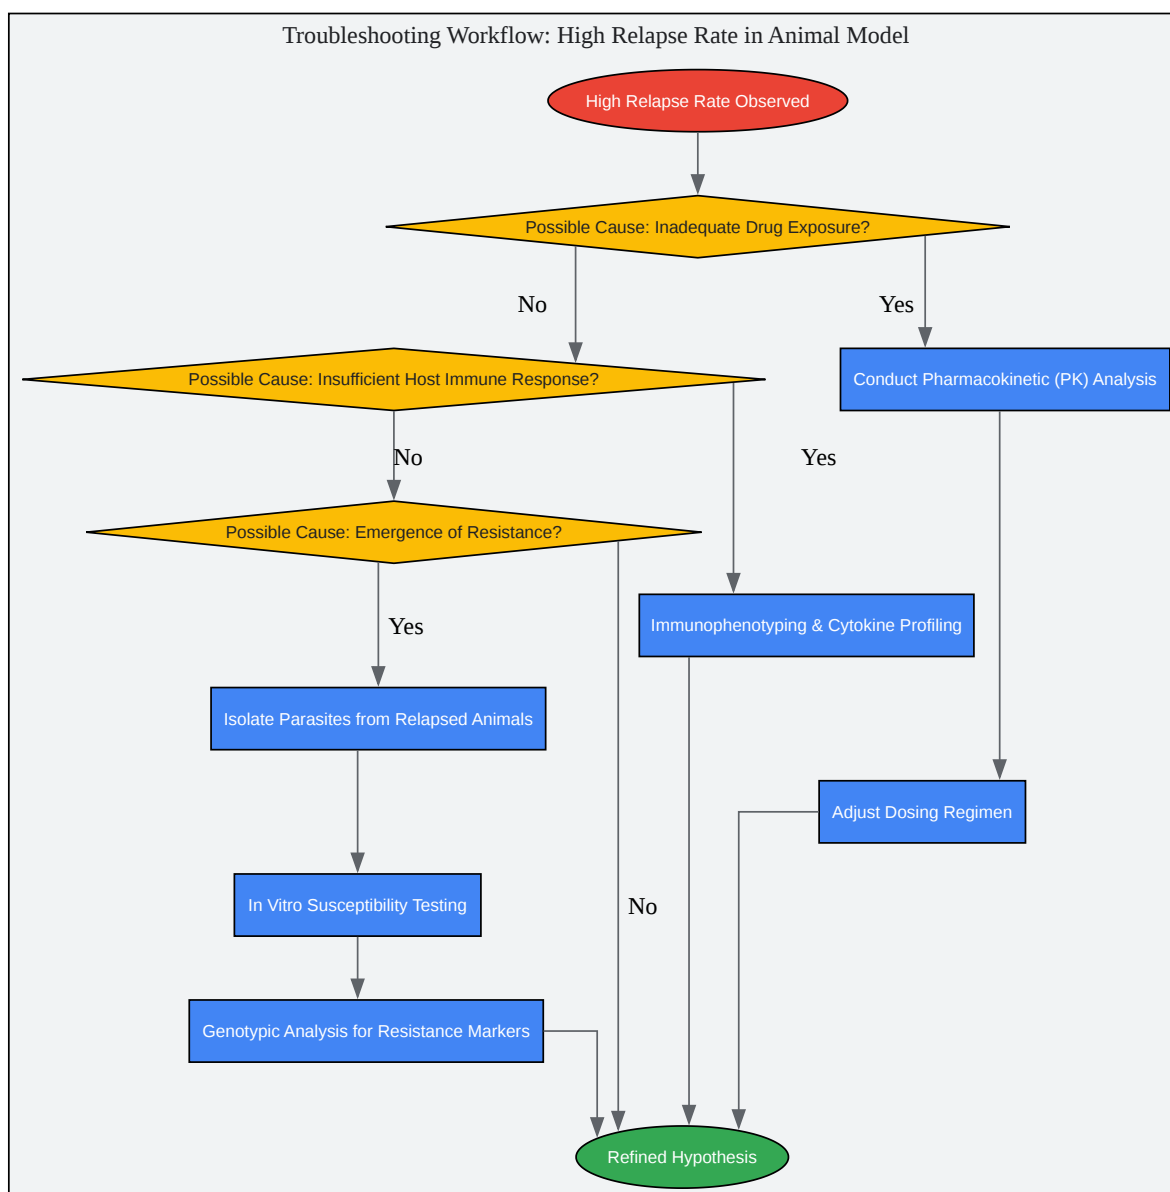 Troubleshooting Workflow: High Relapse Rate in Animal Model
High Relapse Rate Observed
Possible Cause: Inadequate Drug Exposure?
No
Yes
Possible Cause: Insufficient Host Immune Response?
Conduct Pharmacokinetic (PK) Analysis
No
Yes
Possible Cause: Emergence of Resistance?
Yes
Immunophenotyping & Cytokine Profiling
Isolate Parasites from Relapsed Animals
Adjust Dosing Regimen
In Vitro Susceptibility Testing
No
Genotypic Analysis for Resistance Markers
Refined Hypothesis